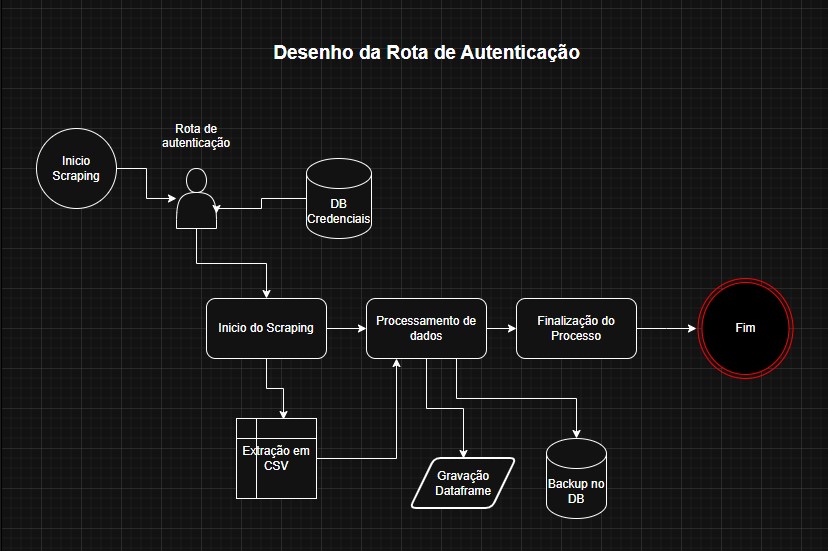 Desenho da Rota de Autenticação
Rota de
autenticação
Inicio
Scraping
DB
Credenciais
Inicio do Scraping
Processamento de
dados
Finalização do
Processo
Fim
Extração em
CSV
Gravação
Dataframe
Backup no
DB